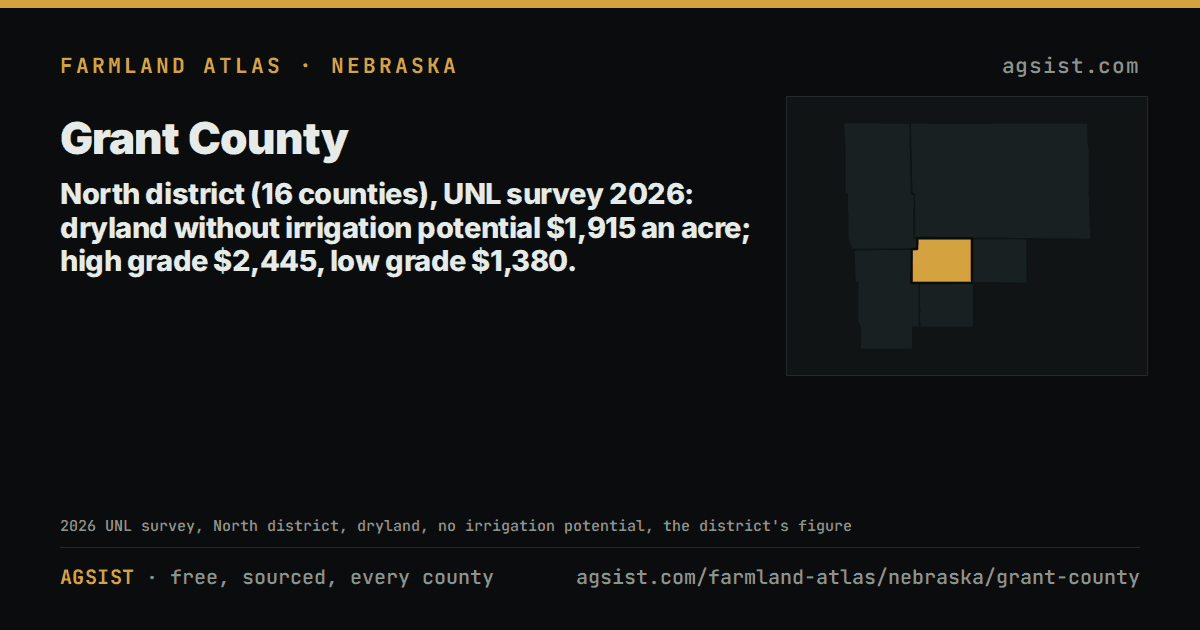 FARMLAND ATLAS · NEBRASKA
agsist.com
Grant County
North district (16 counties), UNL survey 2026:
dryland without irrigation potential $1,915 an acre;
high grade $2,445, low grade $1,380.
2026 UNL survey, North district, dryland, no irrigation potential, the district's figure
AGSIST · free, sourced, every county
agsist.com/farmland-atlas/nebraska/grant-county